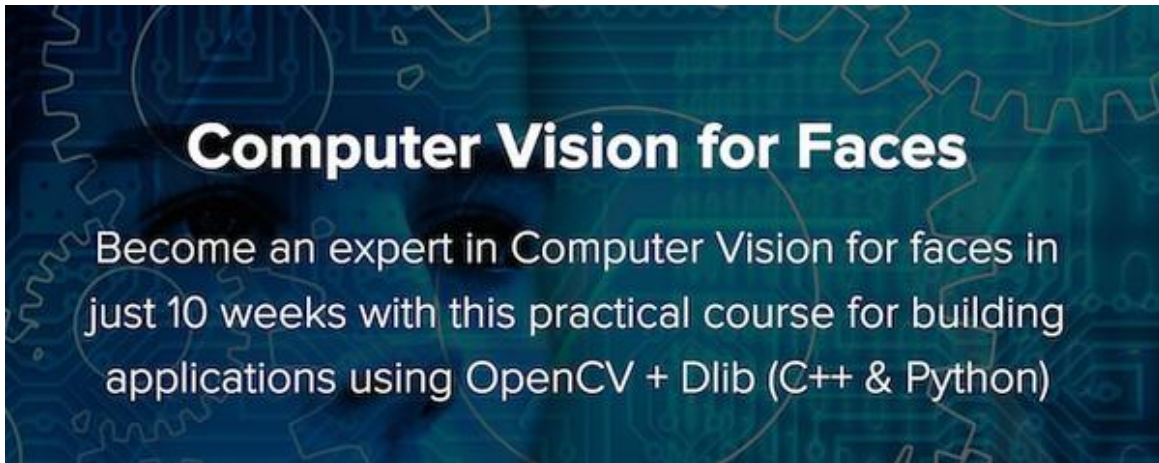 Computer Vision for Faces
Become an expert in Computer Vision for faces in
just 10 weeks with this practical course for building
applications using OpenCV + Dlib (C++ & Python)